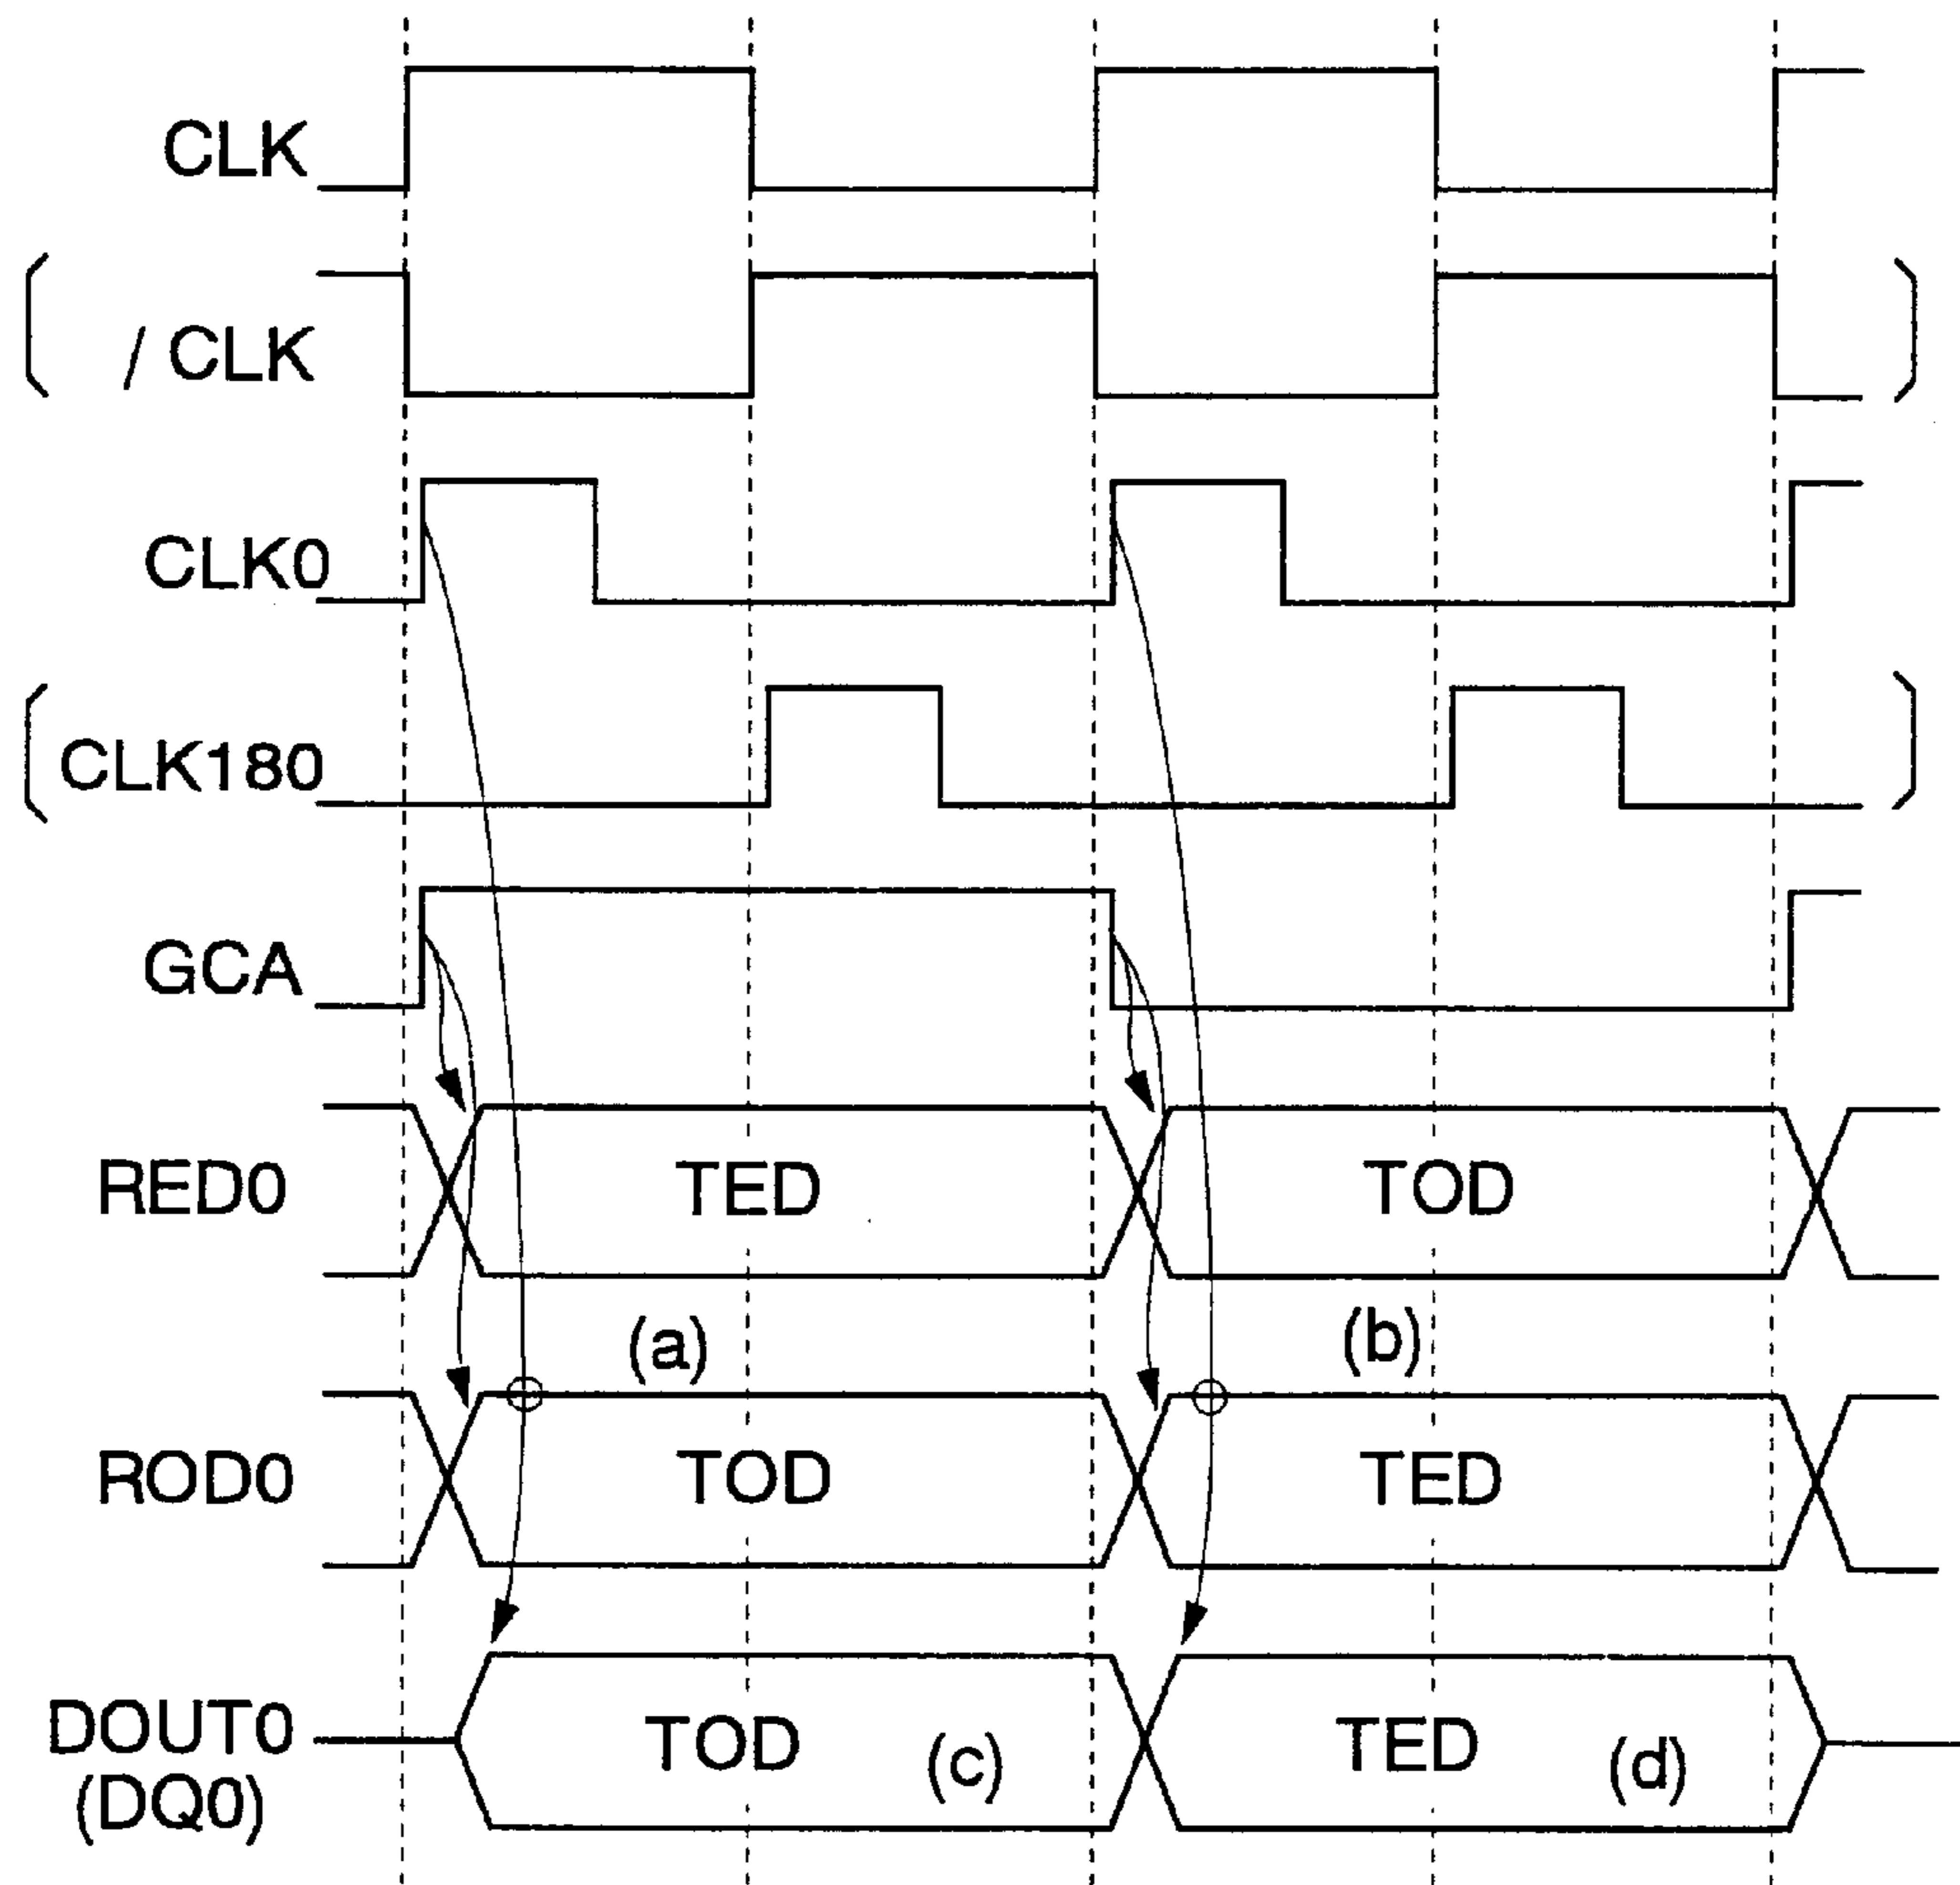 CLK
/ CLK
CLK0
CLK180
GCA
RED0 TED TOD
(a) (b)
ROD0 TOD TED
DOUT0 TOD (c) TED (d)
(DQ0)